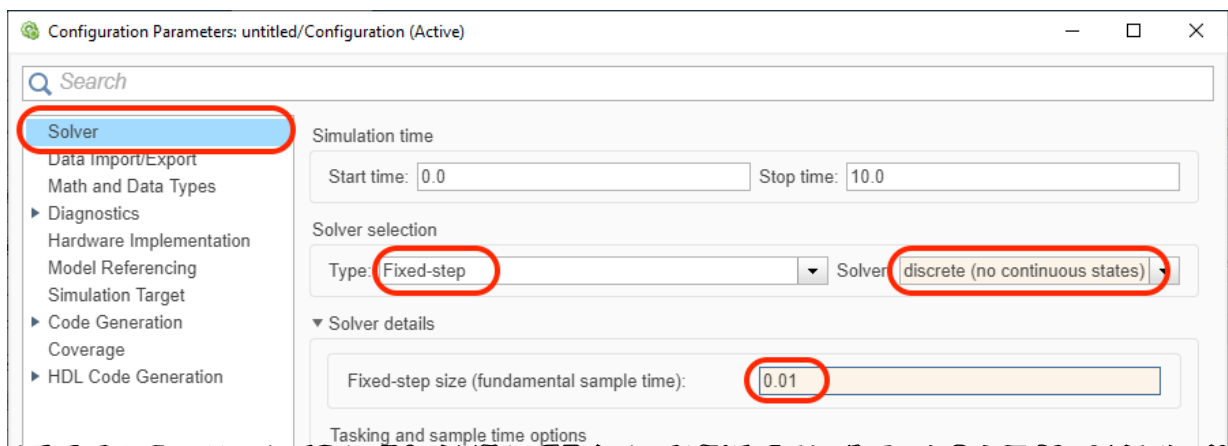 Configuration Parameters: untitled/Configuration (Active)
Search
Solver
Data Import/Export
Math and Data Types
Diagnostics
Hardware Implementation
Model Referencing
Simulation Target
Code Generation
Coverage
HDL Code Generation
Simulation time
Start time: 0.0 Stop time: 10.0
Solver selection
Type: Fixed-step Solver discrete (no continuous states)
Solver details
Fixed-step size (fundamental sample time): 0.01
Tasking and sample time options